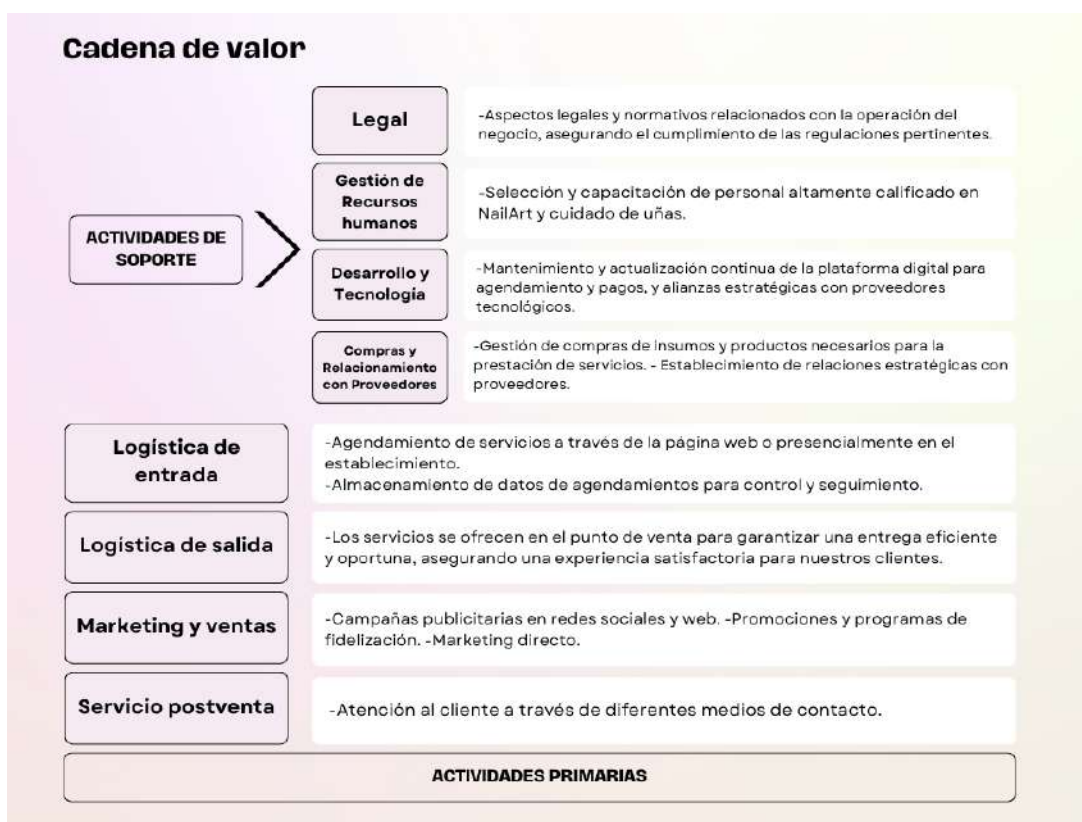 Cadena de valor
Legal
-Aspectos legales y normativos relacionados con la operación del
negocio, asegurando el cumplimiento de las regulaciones pertinentes.
Gestión de
Recursos
humanos
-Selección y capacitación de personal altamente calificado en
NailArt y cuidado de uñas.
ACTIVIDADES DE
SOPORTE
Desarrollo y
Tecnología
-Mantenimiento y actualización continua de la plataforma digital para
agendamiento y pagos, y alianzas estratégicas con proveedores
tecnológicos.
Compras y
Relacionamiento
con Proveedores
-Gestión de compras de insumos y productos necesarios para la
prestación de servicios. - Establecimiento de relaciones estratégicas con
proveedores.
Logística de
entrada
-Agendamiento de servicios a través de la página web o presencialmente en el
establecimiento.
-Almacenamiento de datos de agendamientos para control y seguimiento.
Logística de salida
-Los servicios se ofrecen en el punto de venta para garantizar una entrega eficiente
y oportuna, asegurando una experiencia satisfactoria para nuestros clientes.
Marketing y ventas
-Campañas publicitarias en redes sociales y web. -Promociones y programas de
fidelización. -Marketing directo.
Servicio postventa
-Atención al cliente a través de diferentes medios de contacto.
ACTIVIDADES PRIMARIAS